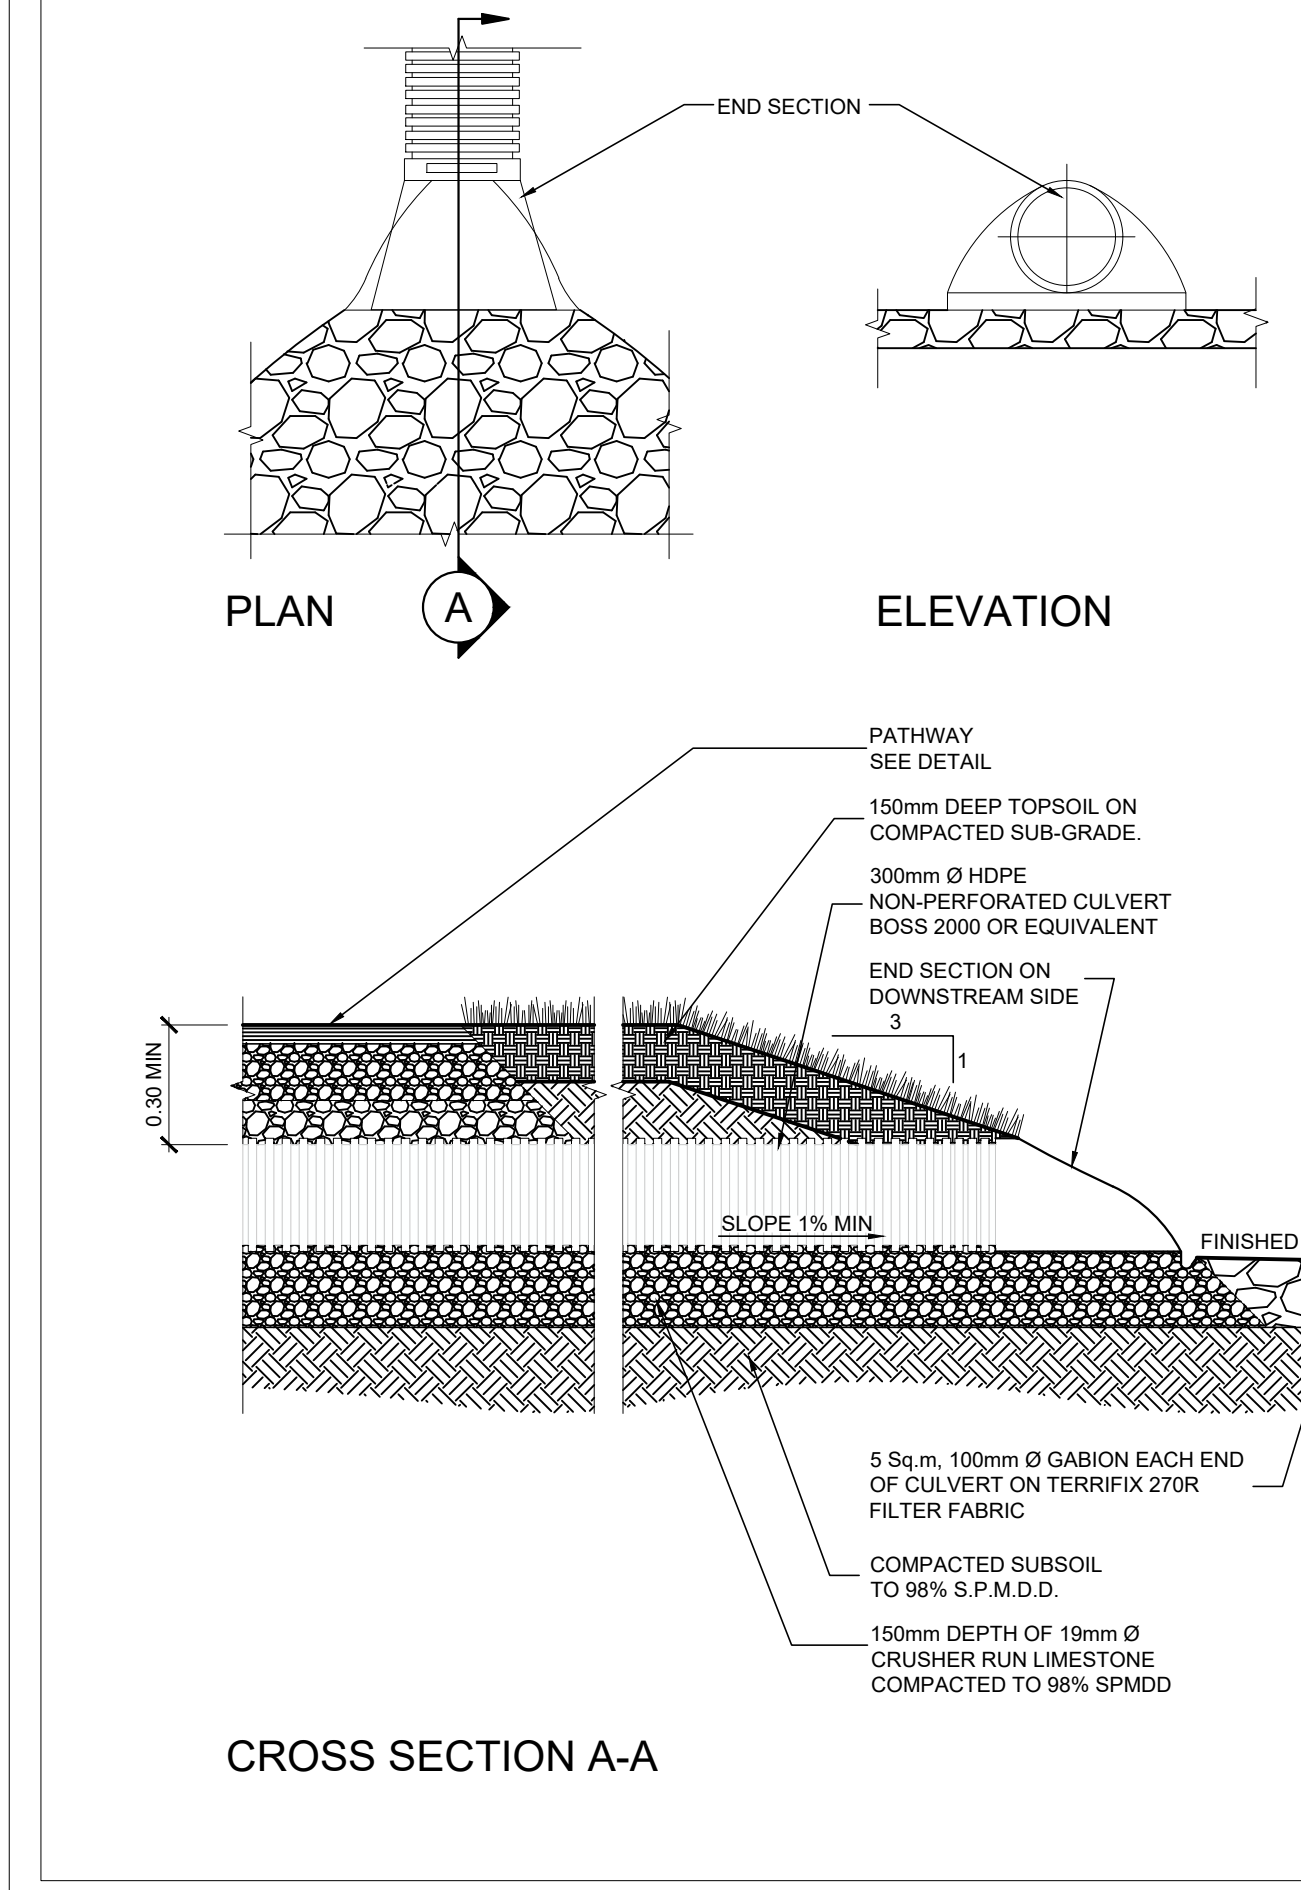 END SECTION
PLAN
A
ELEVATION
PATHWAY
SEE DETAIL
150mm DEEP TOPSOIL ON
COMPACTED SUB-GRADE.
300mm Ø HDPE
NON-PERFORATED CULVERT
BOSS 2000 OR EQUIVALENT
END SECTION ON
DOWNSTREAM SIDE
3
1
0.30 MIN
SLOPE 1% MIN
FINISHED
5 Sq.m, 100mm Ø GABION EACH END
OF CULVERT ON TERRIFIX 270R
FILTER FABRIC
COMPACTED SUBSOIL
TO 98% S.P.M.D.D.
150mm DEPTH OF 19mm Ø
CRUSHER RUN LIMESTONE
COMPACTED TO 98% SPMDD
CROSS SECTION A-A